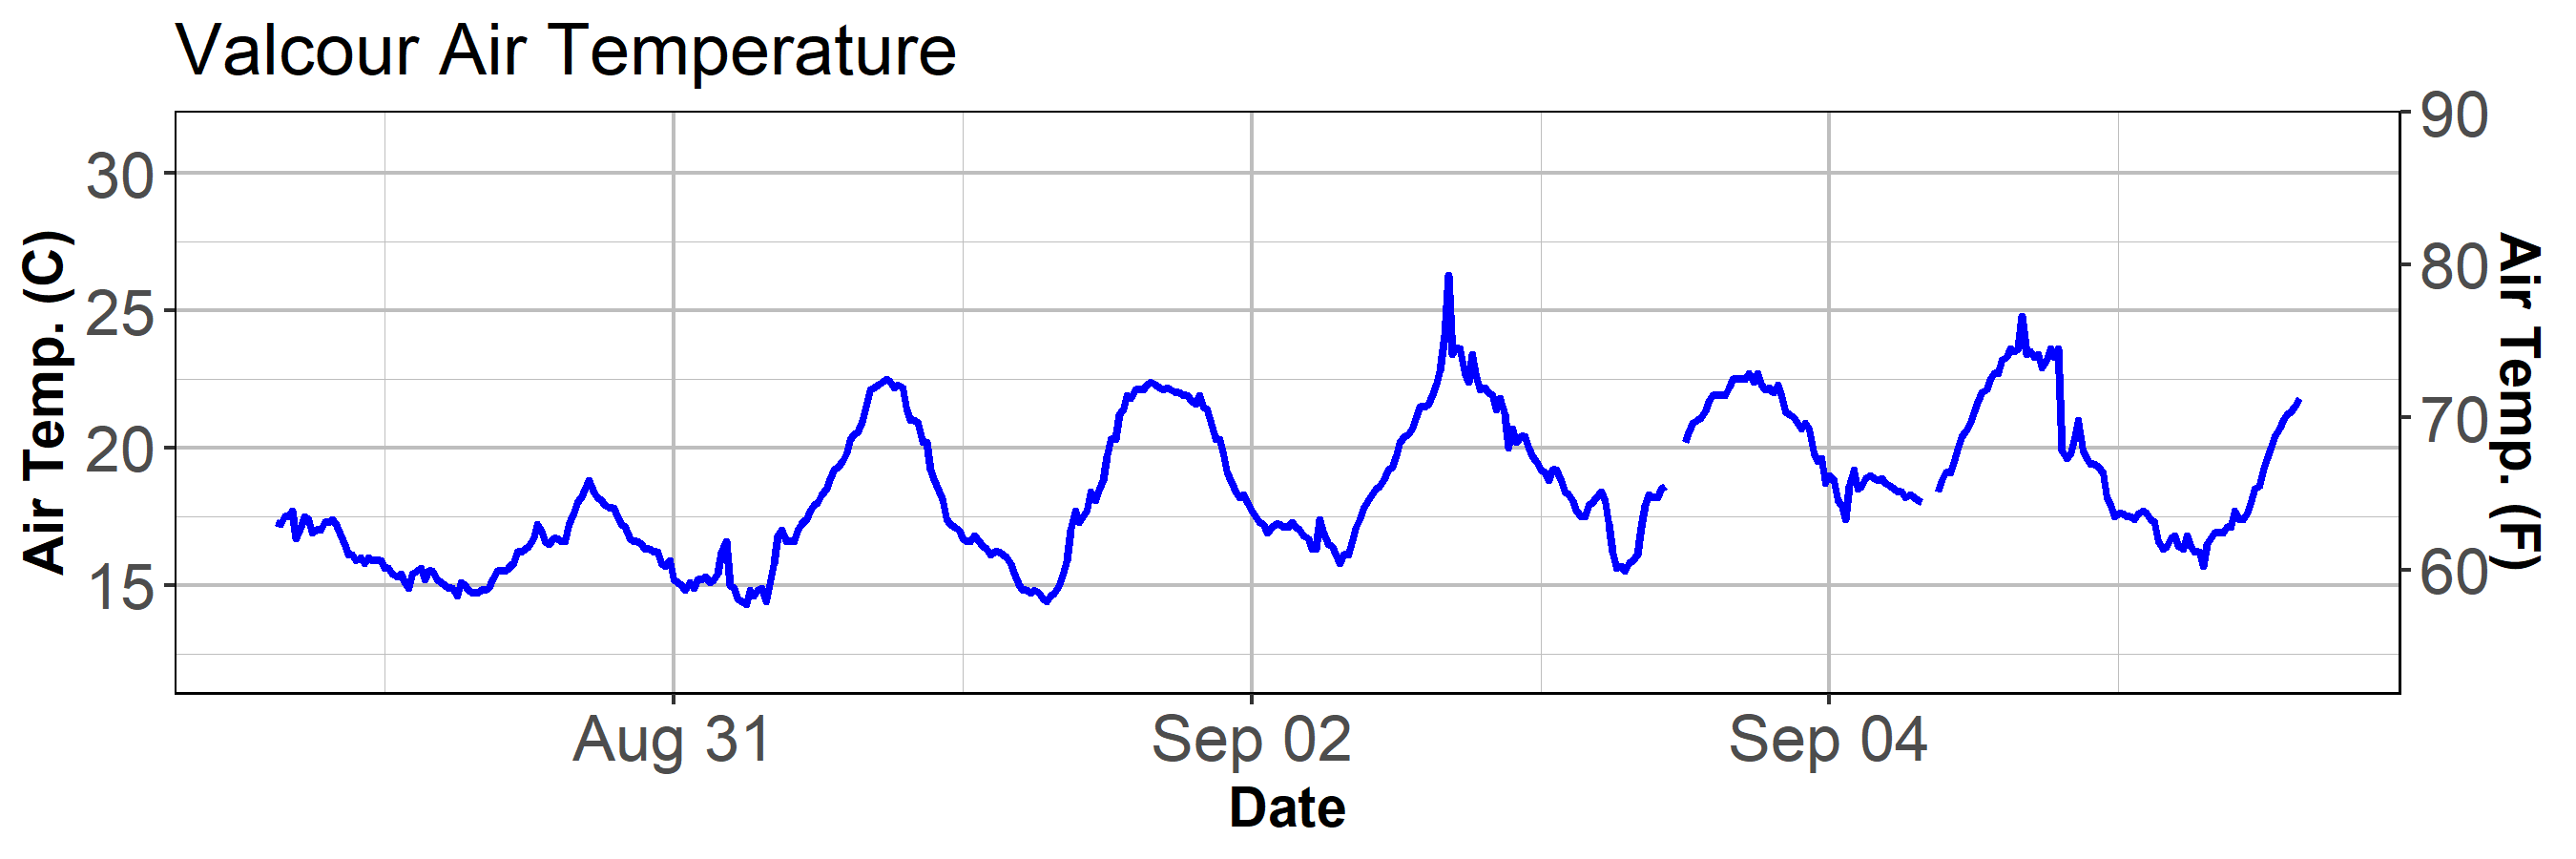 Valcour Air Temperature
Air Temp. (C)
30
25
20
15
90
80
70
60
Air Temp. (F)
Aug 31
Sep 02
Sep 04
Date